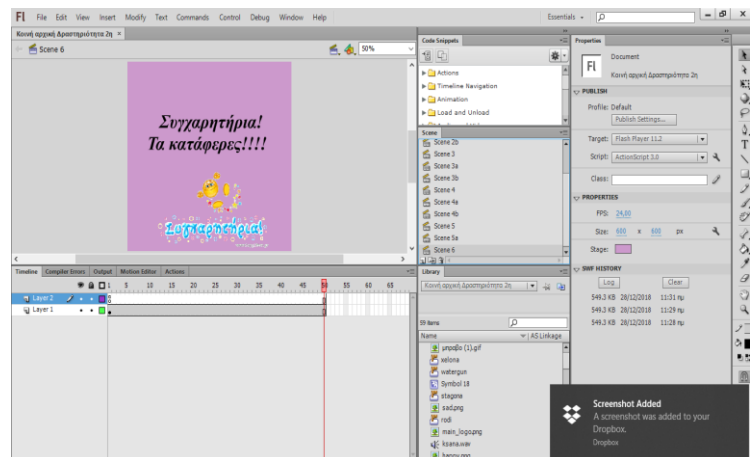 Fl File Edit View Insert Modify Text Commands Control Debug Window Help
Essentials
Κοινή αρχική Δραστηριότητα 2η ×
Scene 6
50%
Συγχαρητήρια!
Τα κατάφερες!!!!
Συγχαρητήρια!
Code Snippets
Actions
Timeline Navigation
Animation
Load and Unload
Scene
Scene 2b
Scene 3
Scene 3a
Scene 3b
Scene 4
Scene 4a
Scene 4b
Scene 5
Scene 5a
Scene 6
Properties
Fl
Document
Κοινή αρχική Δραστηριότητα 2η
PUBLISH
Profile: Default
Publish Settings...
Target: Flash Player 11.2
Script: ActionScript 3.0
Class:
PROPERTIES
FPS: 24,00
Size: 600 x 600 px
Stage:
SWF HISTORY
Log Clear
549.3 KB 28/12/2018 11:31 πμ
549.3 KB 28/12/2018 11:29 πμ
549.3 KB 28/12/2018 11:28 πμ
Timeline Compiler Errors Output Motion Editor Actions
1 5 10 15 20 25 30 35 40 45 50 55 60 65
Layer 2
Layer 1
Library
Κοινή αρχική Δραστηριότητα 2η
59 items
Name AS Linkage
μπράβο (1).gif
xelona
watergun
Symbol 18
stagona
sad.png
rodi
main_logo.png
ksana.wav
happy.png
Screenshot Added
A screenshot was added to your
Dropbox.
Dropbox